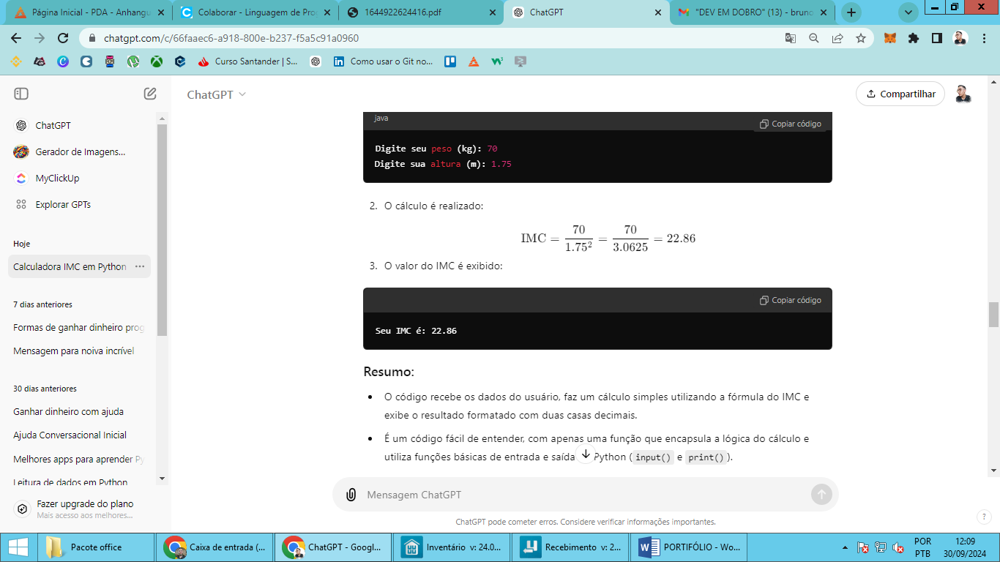 Página Inicial - PDA - Anhangu
Colaborar - Linguagem de Pro
1644922624416.pdf
ChatGPT
"DEV EM DOBRO" (13) - brun
chatgpt.com/c/66faaec6-a918-800e-b237-f5a5c91a0960
Curso Santander | S...
Como usar o Git no...
ChatGPT
Gerador de Imagens...
MyClickUp
Explorar GPTs
Hoje
Calculadora IMC em Python
7 dias anteriores
Formas de ganhar dinheiro prog
Mensagem para noiva incrível
30 dias anteriores
Ganhar dinheiro com ajuda
Ajuda Conversacional Inicial
Melhores apps para aprender Py
Leitura de dados em Python
Fazer upgrade do plano
Mais acesso aos melhores...
ChatGPT
Compartilhar
java
Copiar código
Digite seu peso (kg): 70
Digite sua altura (m): 1.75
2. O cálculo é realizado:
IMC = 70/1.75² = 70/3.0625 = 22.86
3. O valor do IMC é exibido:
Copiar código
Seu IMC é: 22.86
Resumo:
• O código recebe os dados do usuário, faz um cálculo simples utilizando a fórmula do IMC e
exibe o resultado formatado com duas casas decimais.
• É um código fácil de entender, com apenas uma função que encapsula a lógica do cálculo e
utiliza funções básicas de entrada e saída Python (input() e print()).
Mensagem ChatGPT
ChatGPT pode cometer erros. Considere verificar informações importantes.
?
Pacote office
Caixa de entrada (...
ChatGPT - Googl...
Inventário v: 24.0...
Recebimento v: 2...
PORTIFÓLIO - Wo...
POR
PTB
12:09
30/09/2024